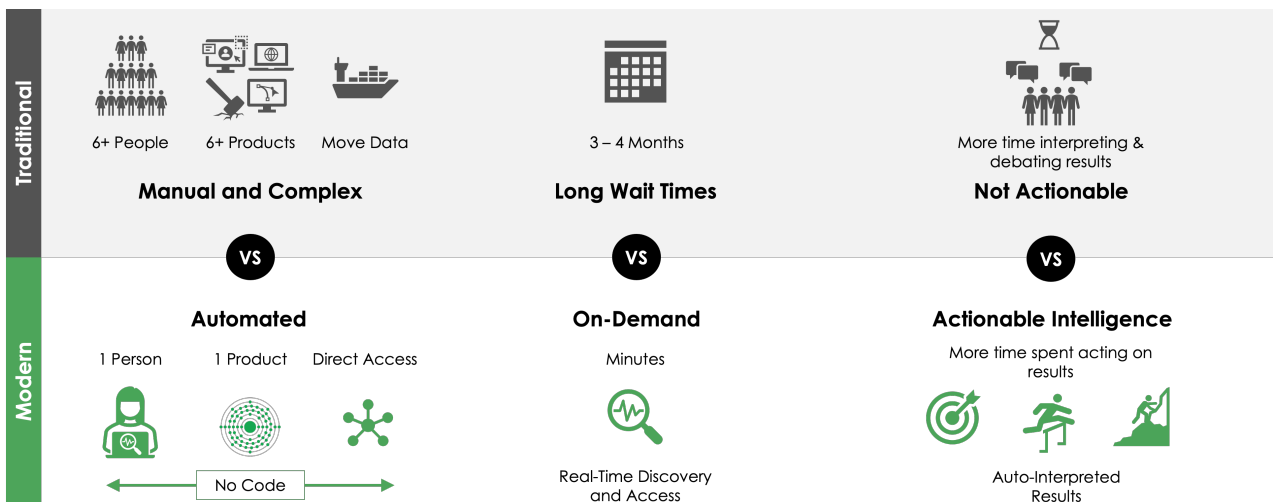 Traditional
6+ People
6+ Products
Move Data
Manual and Complex
3 – 4 Months
Long Wait Times
More time interpreting &
debating results
Not Actionable
VS
VS
VS
Modern
Automated
1 Person
1 Product
Direct Access
No Code
On-Demand
Minutes
Real-Time Discovery
and Access
Actionable Intelligence
More time spent acting on
results
Auto-Interpreted
Results